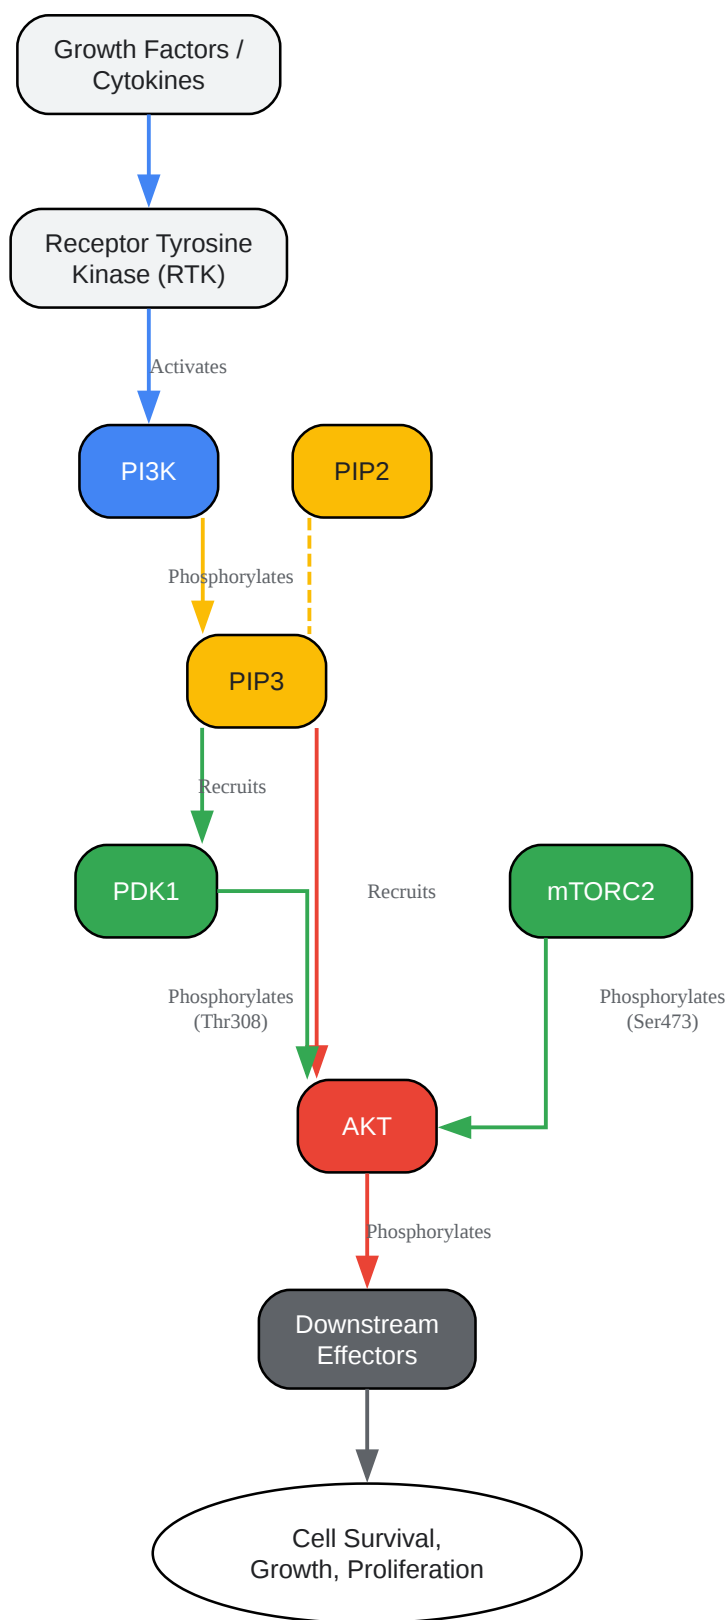 Growth Factors /
Cytokines
Receptor Tyrosine
Kinase (RTK)
Activates
PI3K
PIP2
Phosphorylates
PIP3
Recruits
PDK1
Recruits
mTORC2
Phosphorylates
(Thr308)
Phosphorylates
(Ser473)
AKT
Phosphorylates
Downstream
Effectors
Cell Survival,
Growth, Proliferation